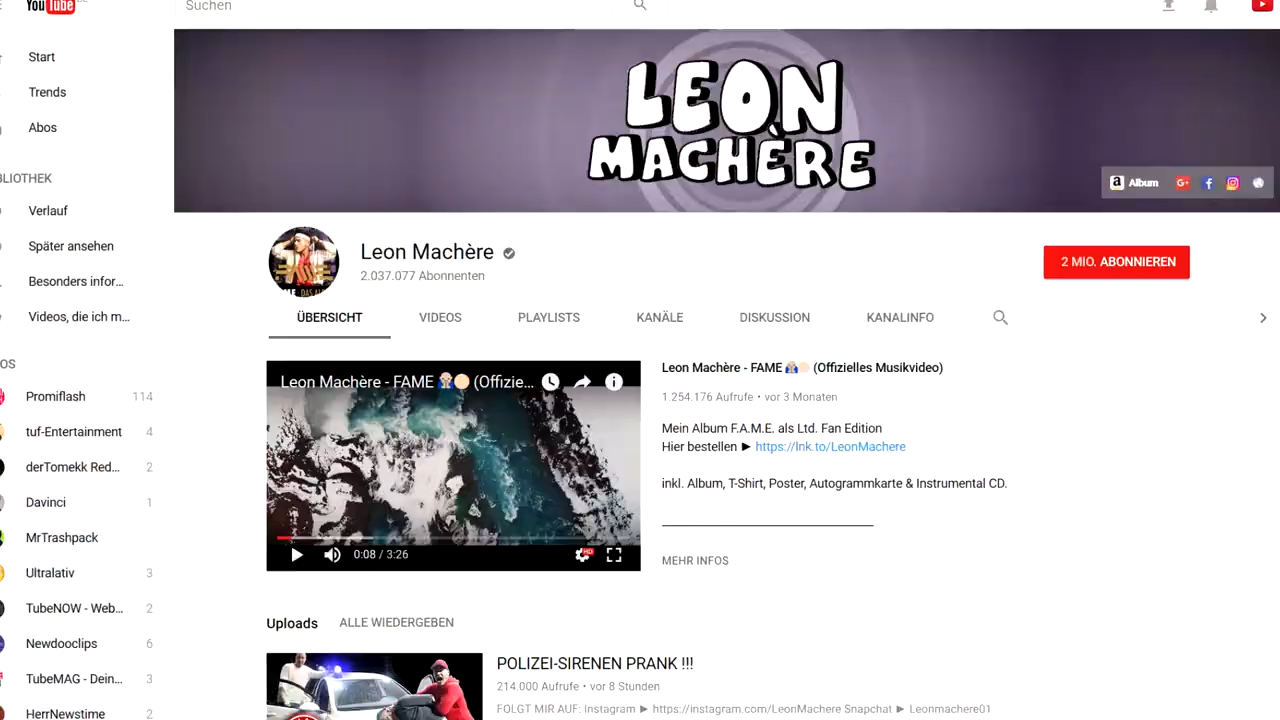 YouTube
Suchen
Start
Trends
Abos
BLIOTHEK
Verlauf
Später ansehen
Besonders infor...
Videos, die ich m...
OS
Promiflash 114
tuf-Entertainment 4
derTomekk Red... 2
Davinci 1
MrTrashpack
Ultralativ 3
TubeNOW - Web... 2
Newdooclips 6
TubeMAG - Dein... 3
HerrNewstime 2
LEON
MACHÈRE
a Album
Leon Machère
2.037.077 Abonnenten
2 MIO. ABONNIEREN
ÜBERSICHT VIDEOS PLAYLISTS KANÄLE DISKUSSION KANALINFO
Leon Machère - FAME (Offizie...
0:08 / 3:26
HD
Leon Machère - FAME (Offizielles Musikvideo)
1.254.176 Aufrufe • vor 3 Monaten
Mein Album F.A.M.E. als Ltd. Fan Edition
Hier bestellen ► https://lnk.to/LeonMachere
inkl. Album, T-Shirt, Poster, Autogrammkarte & Instrumental CD.
MEHR INFOS
Uploads ALLE WIEDERGEBEN
POLIZEI-SIRENEN PRANK !!!
214.000 Aufrufe • vor 8 Stunden
FOLGT MIR AUF: Instagram ► https://instagram.com/LeonMachere Snapchat ► Leonmachere01